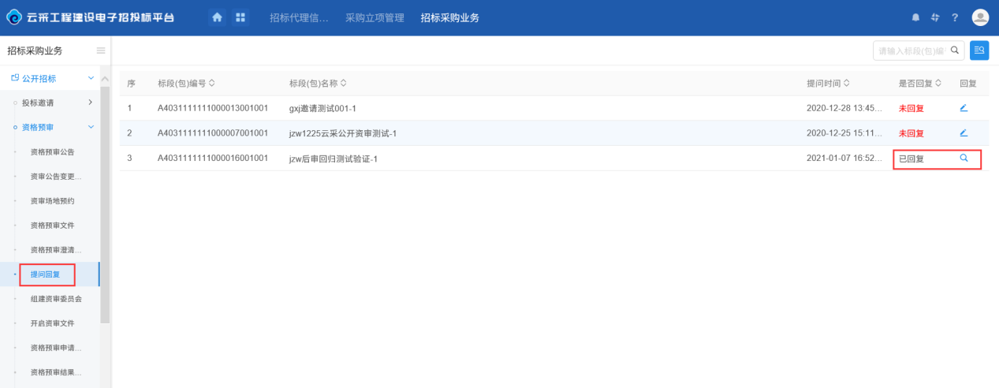 云采工程建设电子招投标平台
招标代理信... 采购立项管理 招标采购业务
?
招标采购业务
请输入标段(包)编
公开招标
投标邀请
资格预审
资格预审公告
资审公告变更...
资审场地预约
资格预审文件
资格预审澄清...
提问回复
组建资审委员会
开启资审文件
资格预审申请...
资格预审结果...
序 标段(包)编号 标段(包)名称 提问时间 是否回复 回复
1 A4031111111000013001001 gxj邀请测试001-1 2020-12-28 13:45... 未回复
2 A4031111111000007001001 jzw1225云采公开资审测试-1 2020-12-25 15:11... 未回复
3 A4031111111000016001001 jzw后审回归测试验证-1 2021-01-07 16:52... 已回复